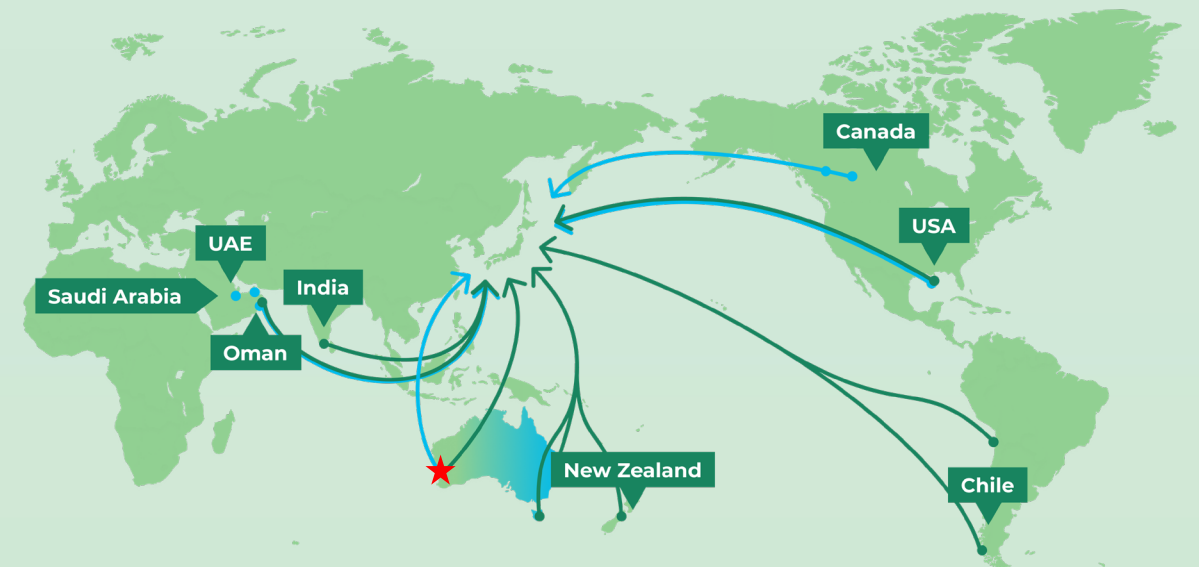 Canada
USA
UAE
India
Saudi Arabia
Oman
New Zealand
Chile